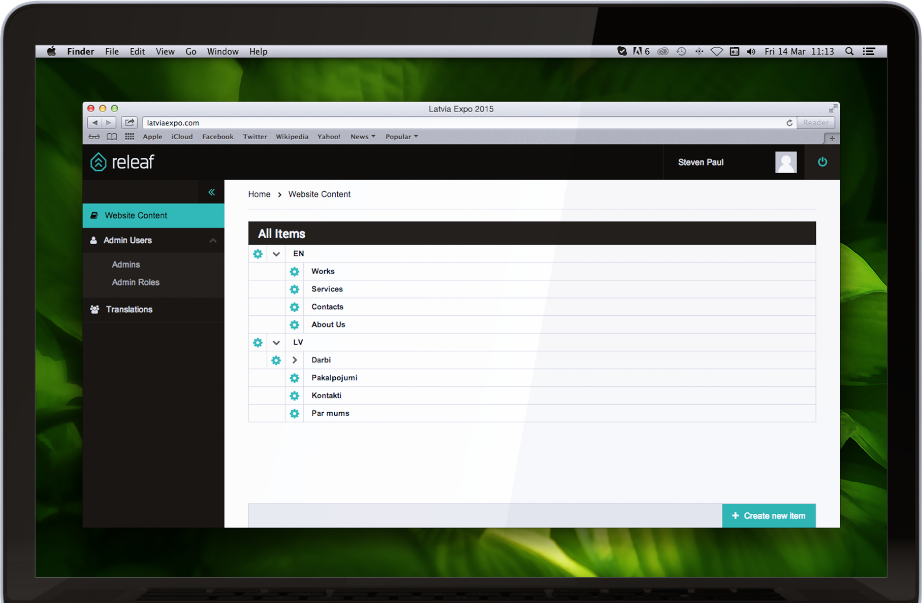 Finder File Edit View Go Window Help 6 Fri 14 Mar 11:13
Latvia Expo 2015
latviaexpo.com Reader
Apple iCloud Facebook Twitter Wikipedia Yahoo! News Popular
releaf Steven Paul
Home > Website Content
Website Content
Admin Users
Admins
Admin Roles
Translations
All Items
EN
Works
Services
Contacts
About Us
LV
Darbi
Pakalpojumi
Kontakti
Par mums
+ Create new item